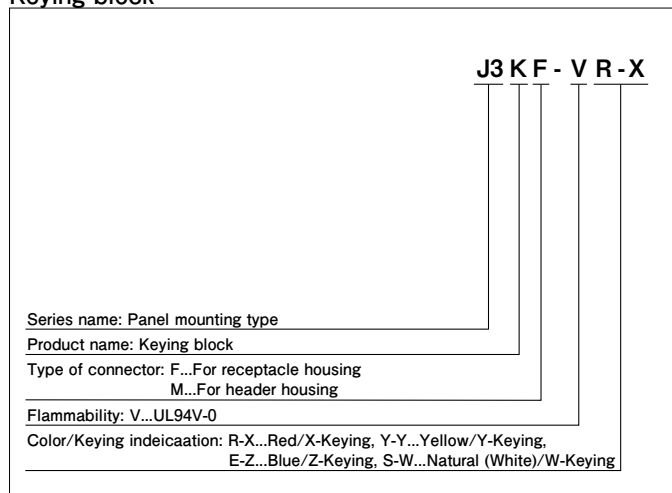 Keying block
J3 K F - V R - X
Series name: Panel mounting type
Product name: Keying block
Type of connector: F...For receptacle housing
M...For header housing
Flammability: V...UL94V-0
Color/Keying indeicaation: R-X...Red/X-Keying, Y-Y...Yellow/Y-Keying,
E-Z...Blue/Z-Keying, S-W...Natural (White)/W-Keying